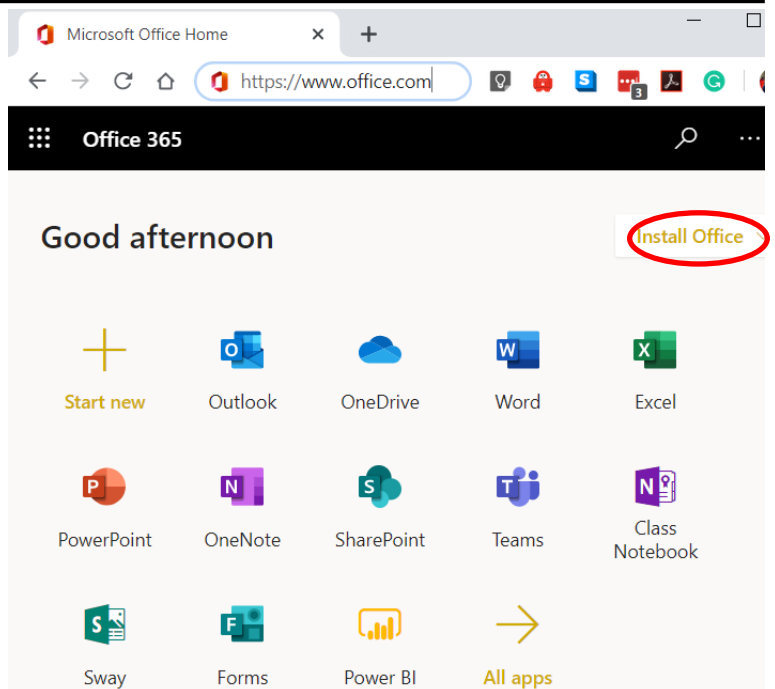 Microsoft Office Home
https://www.office.com
S
3
G
Office 365
Good afternoon
Install Office
O
W
X
Start new
Outlook
OneDrive
Word
Excel
P
N
S
T
N
PowerPoint
OneNote
SharePoint
Teams
Class
Notebook
S
F
Sway
Forms
Power BI
All apps